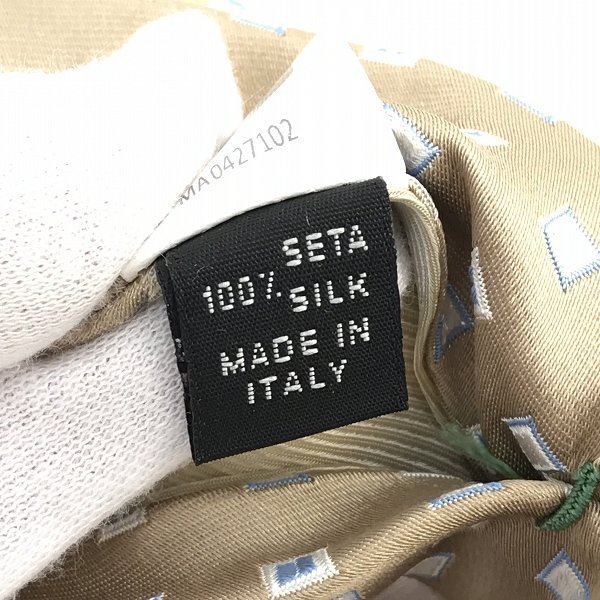 MA0427102
SETA
100% SILK
MADE IN
ITALY